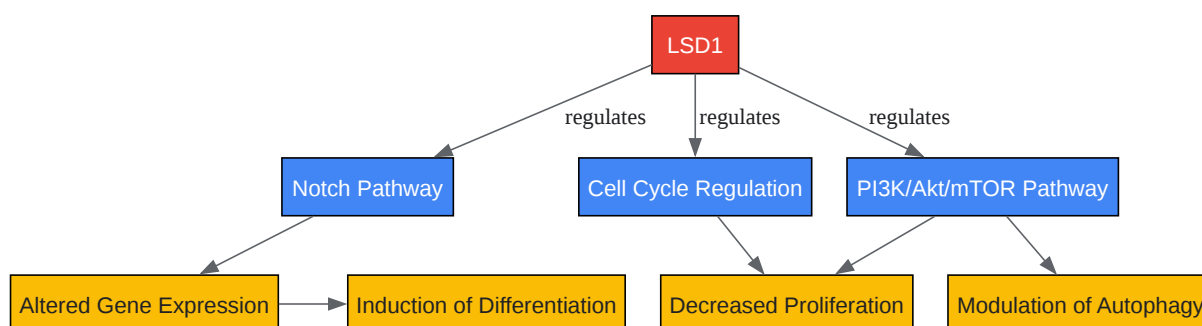 LSD1
regulates
regulates
regulates
Notch Pathway
Cell Cycle Regulation
PI3K/Akt/mTOR Pathway
Altered Gene Expression
Induction of Differentiation
Decreased Proliferation
Modulation of Autophagy